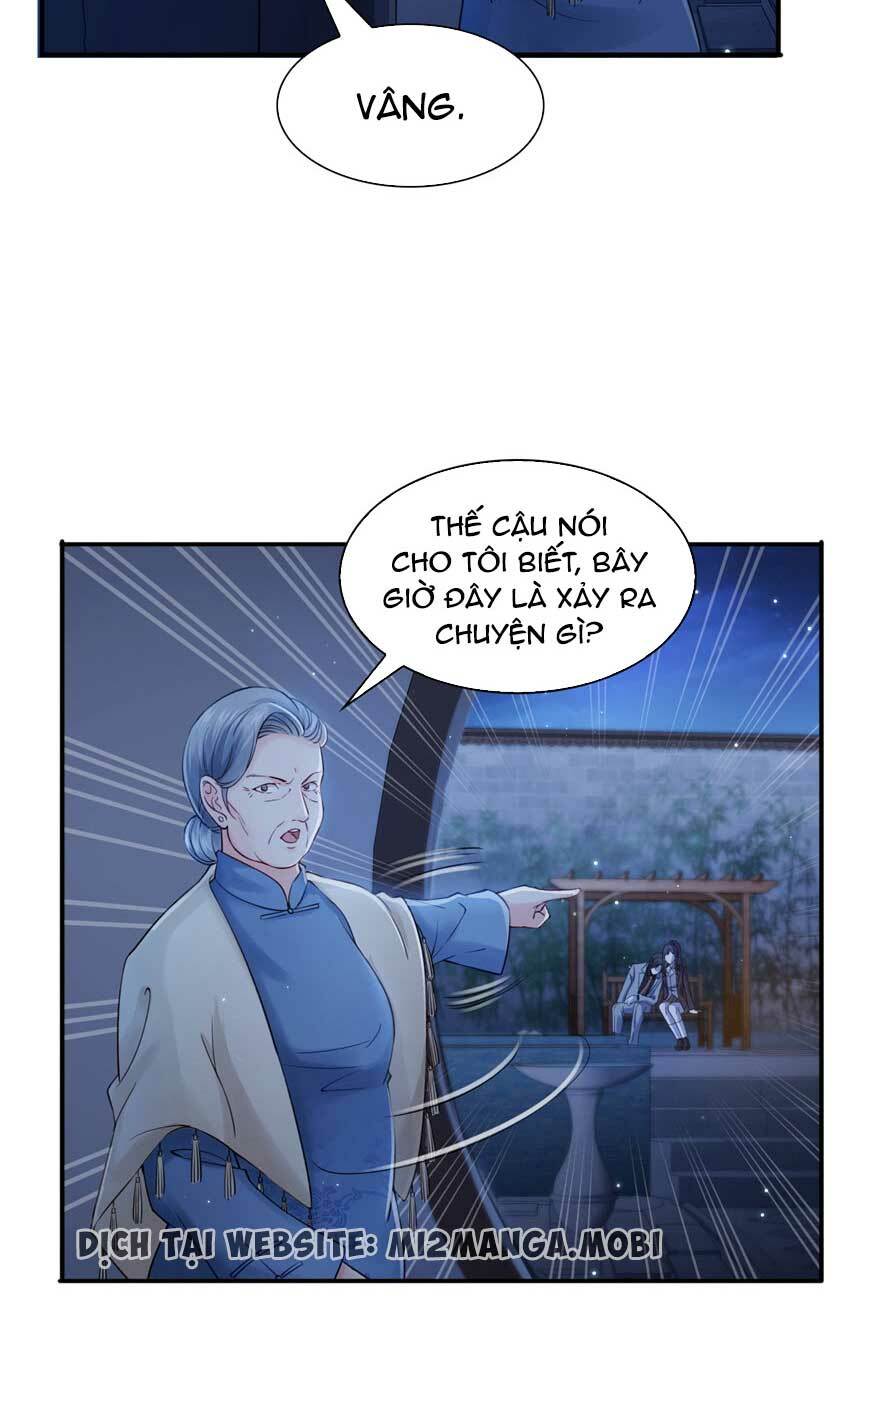 VÂNG.
THẾ CẬU NÓI
CHO TÔI BIẾT, BÂY
GIỜ ĐÂY LÀ XẢY RA
CHUYỆN GÌ?
DỊCH TẠI WEBSITE: MI2MANGA.MOBI